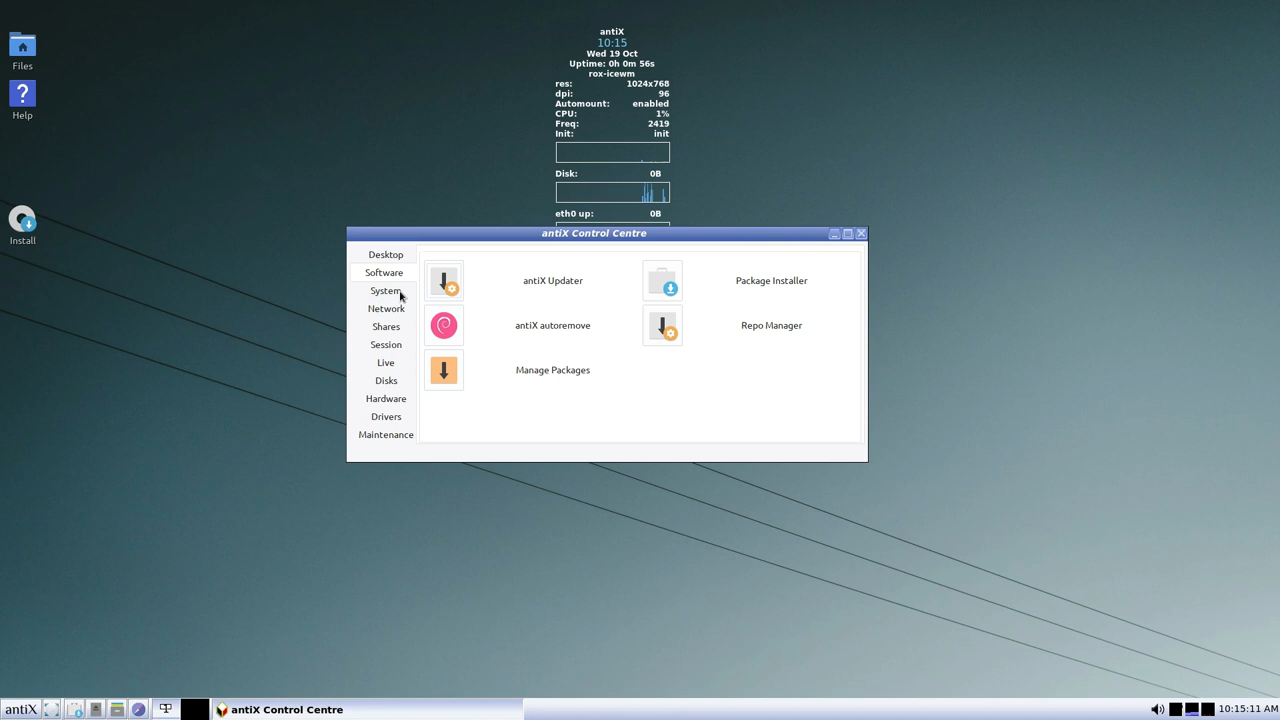 Files
Help
Install
antiX
10:15
Wed 19 Oct
Uptime: 0h 0m 56s
rox-icewm
res: 1024x768
dpi: 96
Automount: enabled
CPU: 1%
Freq: 2419
Init: init
Disk: 0B
eth0 up: 0B
antiX Control Centre
Desktop
Software
System
Network
Shares
Session
Live
Disks
Hardware
Drivers
Maintenance
antiX Updater
Package Installer
antiX autoremove
Repo Manager
Manage Packages
antiX
antiX Control Centre
10:15:11 AM